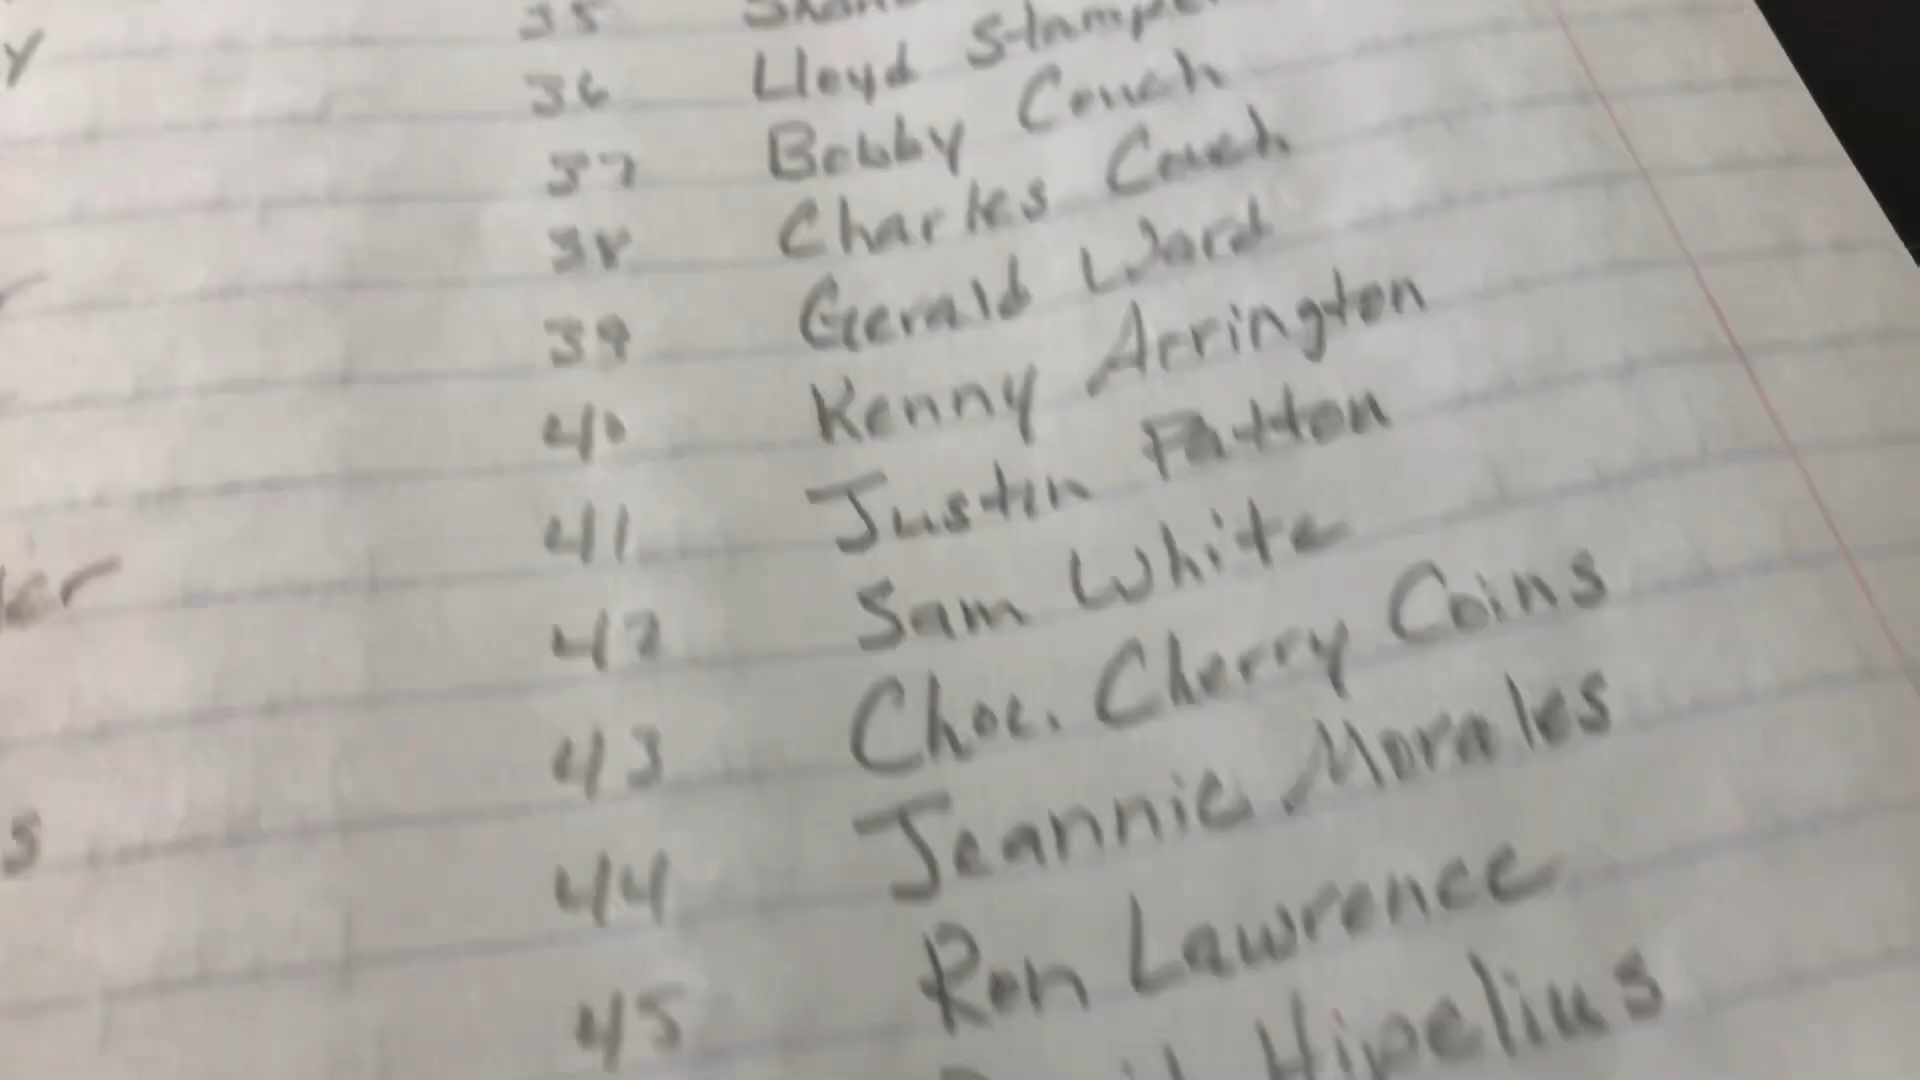 35
36 Lloyd Stamper
37 Bobby Couch
38 Charles Couch
39 Gerald Ward
40 Kenny Arrington
41 Justin Patton
42 Sam White
43 Choc. Cherry Coins
44 Jeannie Morales
45 Ron Lawrence
Hipelius